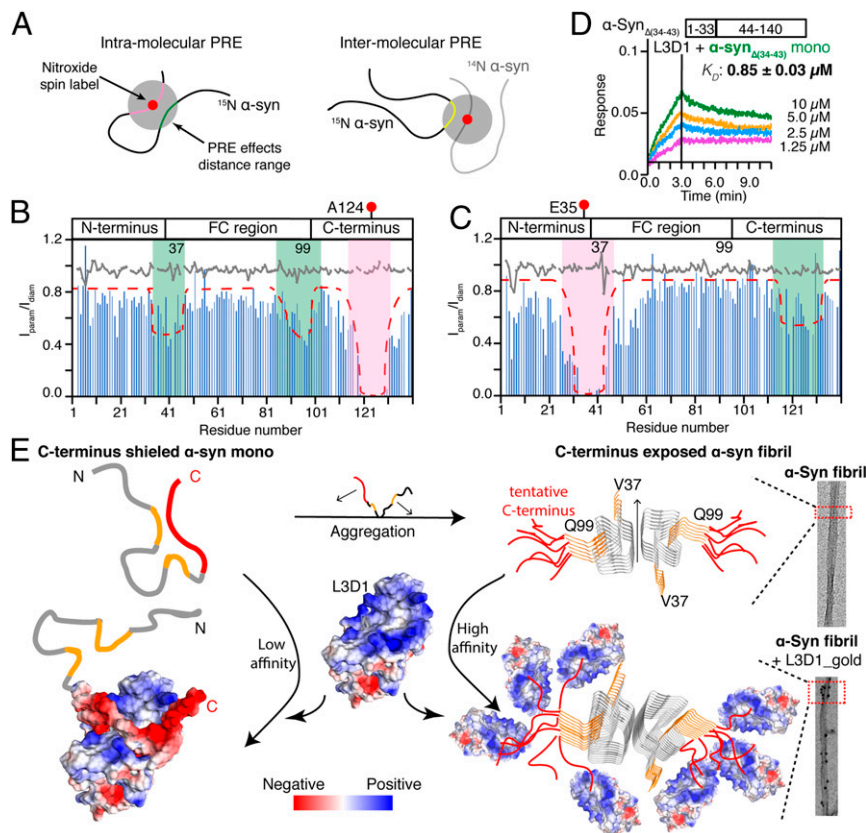 A
Intra-molecular PRE
Nitroxide
spin label
15N α-syn
PRE effects
distance range
Inter-molecular PRE
14N α-syn
15N α-syn
D
α-SynΔ(34-43)
1-33
44-140
L3D1 + α-synΔ(34-43) mono
KD: 0.85 ± 0.03 µM
Response
0.1
0.05
0.0
3.0
6.0
9.0
Time (min)
10 µM
5.0 µM
2.5 µM
1.25 µM
B
A124
N-terminus
FC region
C-terminus
37
99
Iparam/Idiam
1.2
0.8
0.4
0.0
1
21
41
61
81
101
121
Residue number
C
E35
N-terminus
FC region
C-terminus
37
99
Iparam/Idiam
1.2
0.8
0.4
0.0
1
21
41
61
81
101
121
Residue number
E
C-terminus shielded α-syn mono
N
C
Aggregation
C-terminus exposed α-syn fibril
tentative
C-terminus
V37
Q99
Q99
V37
α-Syn fibril
L3D1
N
Low
affinity
High
affinity
C
Negative
Positive
α-Syn fibril
+ L3D1_gold